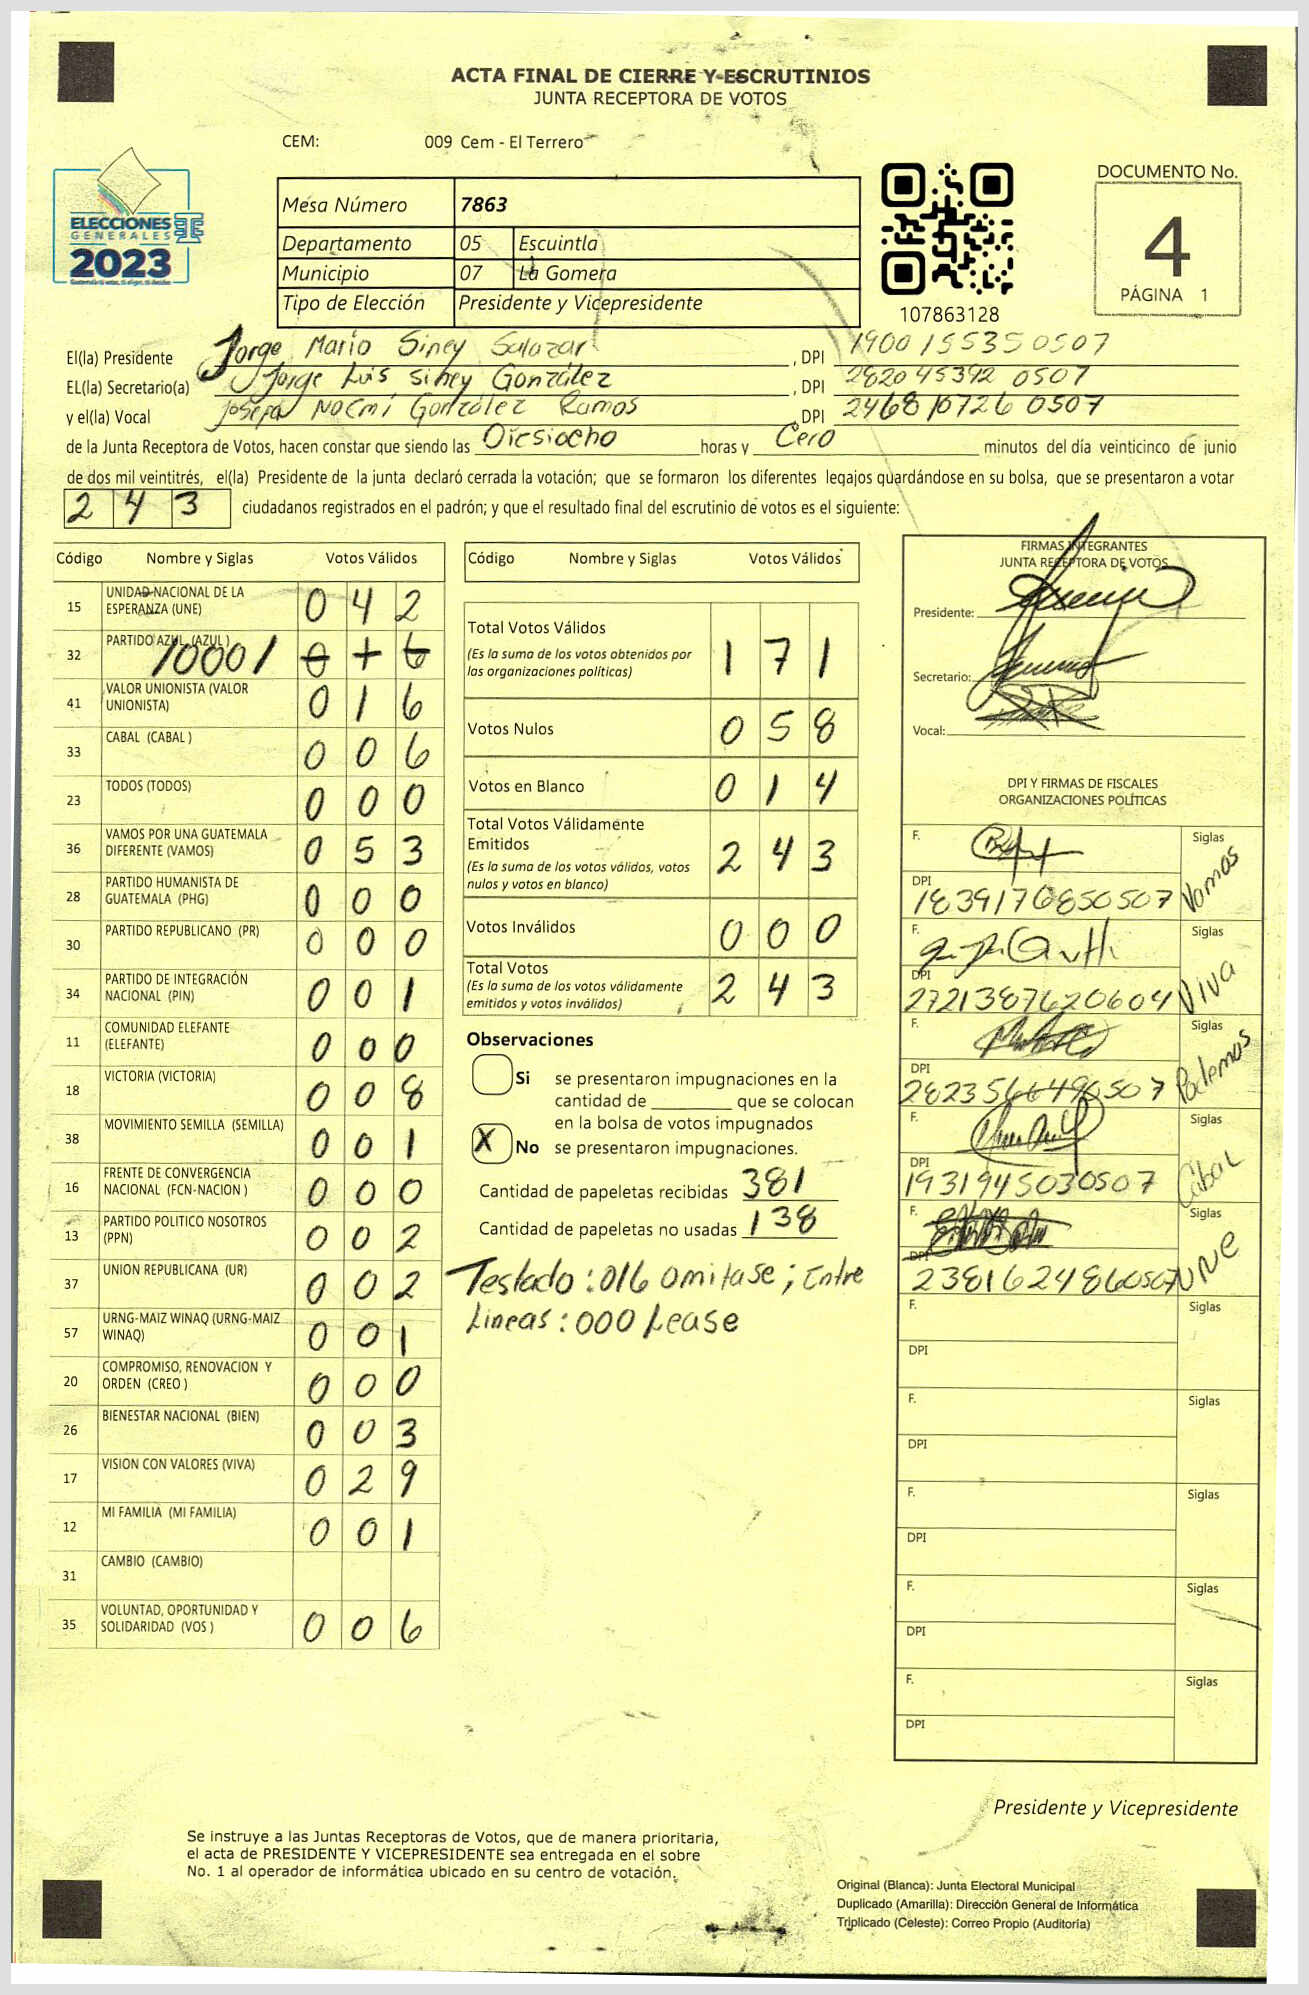 ACTA FINAL DE CIERRE Y ESCRUTINIOS
JUNTA RECEPTORA DE VOTOS
CEM: 009 Cem - El Terrero
ELECCIONES
GENERALES
2023
Mesa Número 7863
Departamento 05 Escuintla
Municipio 07 La Gomera
Tipo de Elección Presidente y Vicepresidente
107863128
DOCUMENTO No.
4
PÁGINA 1
El(la) Presidente Jorge Mario Siney Salazar , DPI 1900155350507
EL(la) Secretario(a) Jorge Luis Siney González , DPI 282045392 0507
y el(la) Vocal Josefa Noemí González Ramos , DPI 2468107260507
de la Junta Receptora de Votos, hacen constar que siendo las Diesiocho horas y Cero minutos del día veinticinco de junio
de dos mil veintitrés, el(la) Presidente de la junta declaró cerrada la votación; que se formaron los diferentes legajos guardándose en su bolsa, que se presentaron a votar
2 4 3 ciudadanos registrados en el padrón; y que el resultado final del escrutinio de votos es el siguiente:
Código Nombre y Siglas Votos Válidos
15 UNIDAD NACIONAL DE LA
ESPERANZA (UNE) 0 4 2
32 PARTIDO AZUL (AZUL )
41 VALOR UNIONISTA (VALOR
UNIONISTA) 0 1 6
33 CABAL (CABAL ) 0 0 6
23 TODOS (TODOS) 0 0 0
36 VAMOS POR UNA GUATEMALA
DIFERENTE (VAMOS) 0 5 3
28 PARTIDO HUMANISTA DE
GUATEMALA (PHG) 0 0 0
30 PARTIDO REPUBLICANO (PR) 0 0 0
34 PARTIDO DE INTEGRACIÓN
NACIONAL (PIN) 0 0 1
11 COMUNIDAD ELEFANTE
(ELEFANTE) 0 0 0
18 VICTORIA (VICTORIA) 0 0 8
38 MOVIMIENTO SEMILLA (SEMILLA) 0 0 1
16 FRENTE DE CONVERGENCIA
NACIONAL (FCN-NACION ) 0 0 0
13 PARTIDO POLITICO NOSOTROS
(PPN) 0 0 2
37 UNION REPUBLICANA (UR) 0 0 2
57 URNG-MAIZ WINAQ (URNG-MAIZ
WINAQ) 0 0 1
20 COMPROMISO, RENOVACION Y
ORDEN (CREO ) 0 0 0
26 BIENESTAR NACIONAL (BIEN) 0 0 3
17 VISION CON VALORES (VIVA) 0 2 9
12 MI FAMILIA (MI FAMILIA) 0 0 1
31 CAMBIO (CAMBIO)
35 VOLUNTAD, OPORTUNIDAD Y
SOLIDARIDAD (VOS ) 0 0 6
Código Nombre y Siglas Votos Válidos
Total Votos Válidos
(Es la suma de los votos obtenidos por
las organizaciones políticas) 1 7 1
Votos Nulos 0 5 8
Votos en Blanco 0 1 4
Total Votos Válidamente
Emitidos
(Es la suma de los votos válidos, votos
nulos y votos en blanco) 2 4 3
Votos Inválidos 0 0 0
Total Votos
(Es la suma de los votos válidamente
emitidos y votos inválidos) 2 4 3
Observaciones
Si se presentaron impugnaciones en la
cantidad de ________ que se colocan
en la bolsa de votos impugnados
X No se presentaron impugnaciones.
Cantidad de papeletas recibidas 381
Cantidad de papeletas no usadas 138
Testado: 016 omitase; Entre
Lineas: 000 Lease
FIRMAS INTEGRANTES
JUNTA RECEPTORA DE VOTOS
Presidente:
Secretario:
Vocal:
DPI Y FIRMAS DE FISCALES
ORGANIZACIONES POLÍTICAS
F. Siglas
DPI 1839176850507 Vamos
F. Siglas
DPI 2721387620604 Viva
F. Siglas
DPI 2823566490507 Podemos
F. Siglas
DPI 1931945030507 Cabal
F. Siglas
DPI 2381624860507 UNE
F. Siglas
DPI
F. Siglas
DPI
F. Siglas
DPI
F. Siglas
DPI
F. Siglas
DPI
Presidente y Vicepresidente
Se instruye a las Juntas Receptoras de Votos, que de manera prioritaria,
el acta de PRESIDENTE Y VICEPRESIDENTE sea entregada en el sobre
No. 1 al operador de informática ubicado en su centro de votación.
Original (Blanca): Junta Electoral Municipal
Duplicado (Amarilla): Dirección General de Informática
Triplicado (Celeste): Correo Propio (Auditoría)